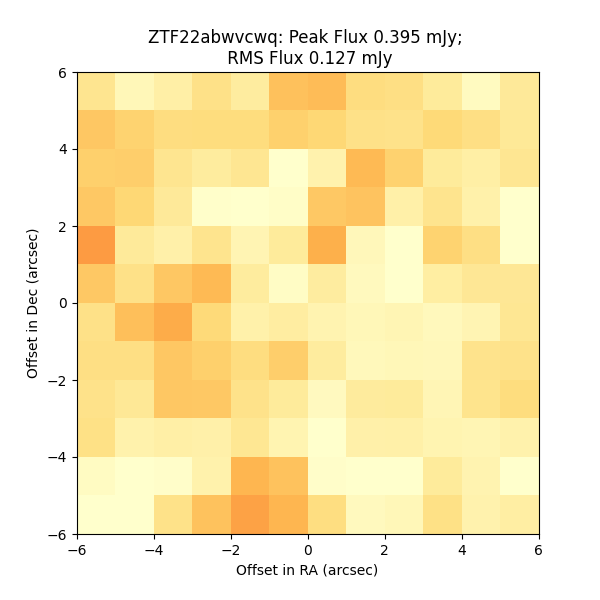 ZTF22abwvcwq: Peak Flux 0.395 mJy;
RMS Flux 0.127 mJy
6
4
2
0
−2
−4
−6
Offset in Dec (arcsec)
−6 −4 −2 0 2 4 6
Offset in RA (arcsec)